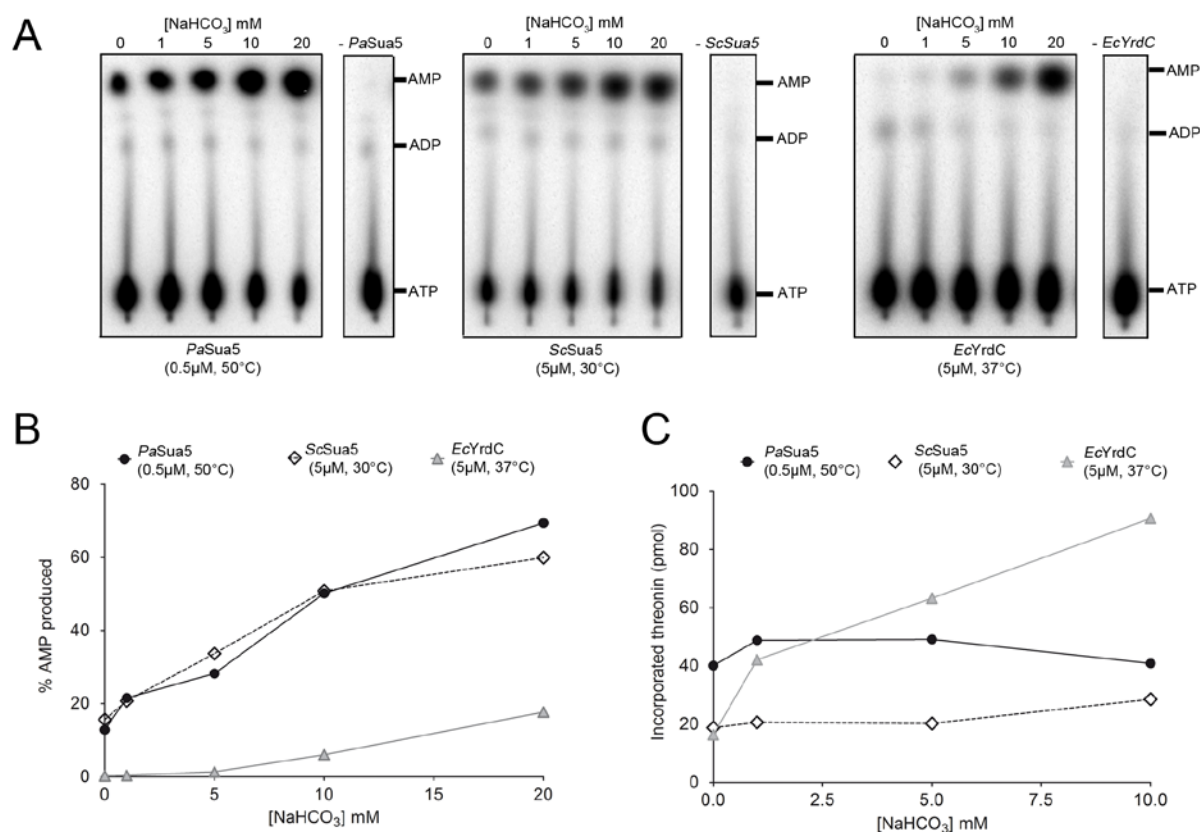 A
[NaHCO3] mM
0 1 5 10 20
- PaSua5
AMP
ADP
ATP
PaSua5
(0.5µM, 50°C)
[NaHCO3] mM
0 1 5 10 20
- ScSua5
AMP
ADP
ATP
ScSua5
(5µM, 30°C)
[NaHCO3] mM
0 1 5 10 20
- EcYrdC
AMP
ADP
ATP
EcYrdC
(5µM, 37°C)
B
PaSua5
(0.5µM, 50°C)
ScSua5
(5µM, 30°C)
EcYrdC
(5µM, 37°C)
% AMP produced
80
60
40
20
0
0 5 10 15 20
[NaHCO3] mM
C
PaSua5
(0.5µM, 50°C)
ScSua5
(5µM, 30°C)
EcYrdC
(5µM, 37°C)
Incorporated threonin (pmol)
100
80
60
40
20
0
0.0 2.5 5.0 7.5 10.0
[NaHCO3] mM